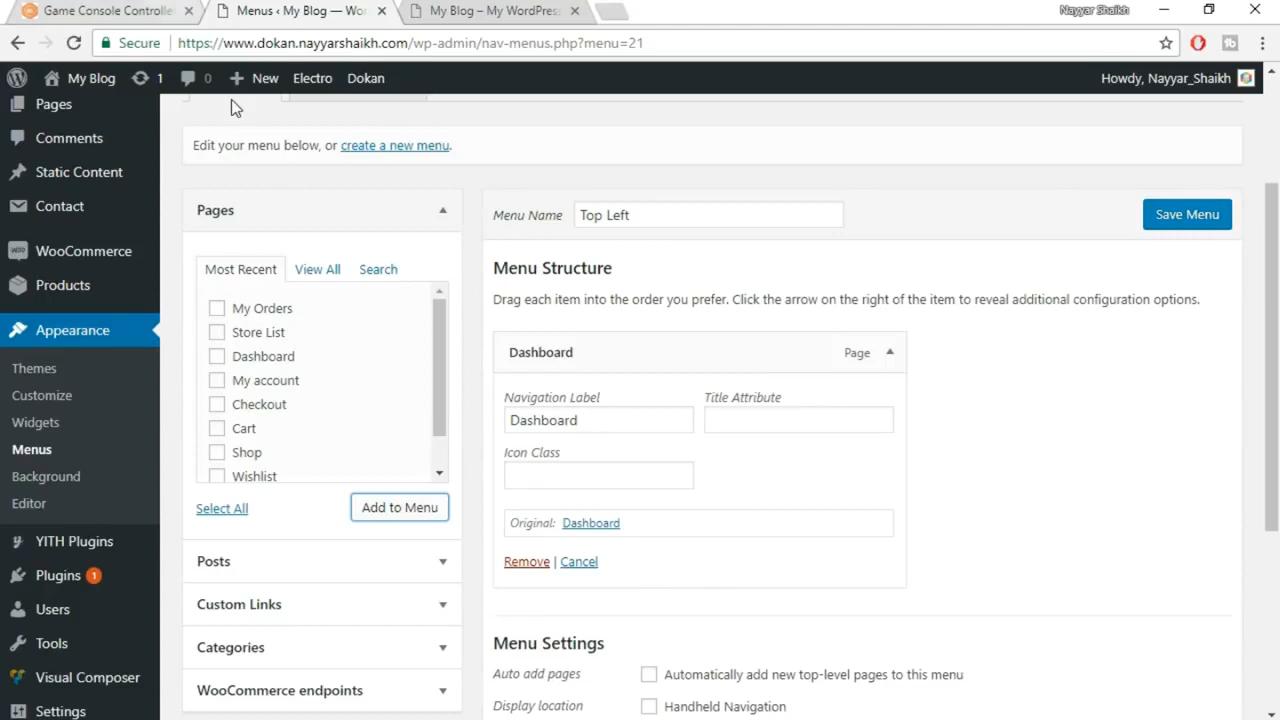 Game Console Controlle
Menus ‹ My Blog — Wo
My Blog – My WordPres
Nayyar Shaikh
Secure
https://www.dokan.nayyarshaikh.com/wp-admin/nav-menus.php?menu=21
My Blog
1
0
New
Electro
Dokan
Howdy, Nayyar_Shaikh
Pages
Comments
Static Content
Contact
WooCommerce
Products
Appearance
Themes
Customize
Widgets
Menus
Background
Editor
YITH Plugins
Plugins 1
Users
Tools
Visual Composer
Settings
Edit your menu below, or create a new menu.
Pages
Most Recent
View All
Search
My Orders
Store List
Dashboard
My account
Checkout
Cart
Shop
Wishlist
Select All
Add to Menu
Posts
Custom Links
Categories
WooCommerce endpoints
Menu Name
Top Left
Save Menu
Menu Structure
Drag each item into the order you prefer. Click the arrow on the right of the item to reveal additional configuration options.
Dashboard
Page
Navigation Label
Title Attribute
Dashboard
Icon Class
Original: Dashboard
Remove | Cancel
Menu Settings
Auto add pages
Automatically add new top-level pages to this menu
Display location
Handheld Navigation